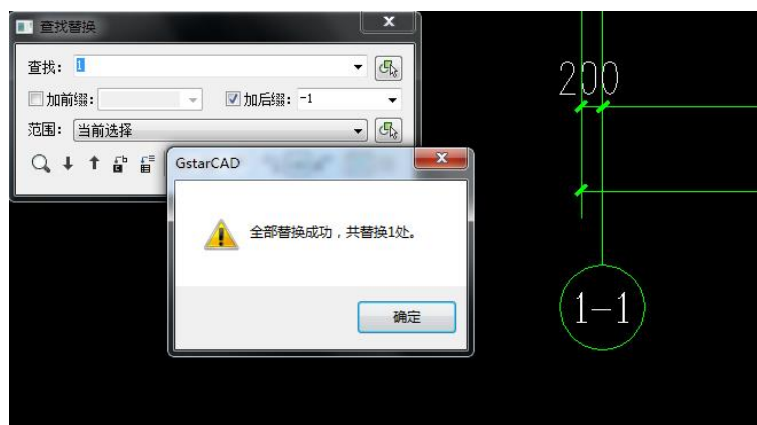 查找替换
查找: 1
加前缀: 加后缀: -1
范围: 当前选择
GstarCAD
全部替换成功，共替换1处。
确定
200
1-1